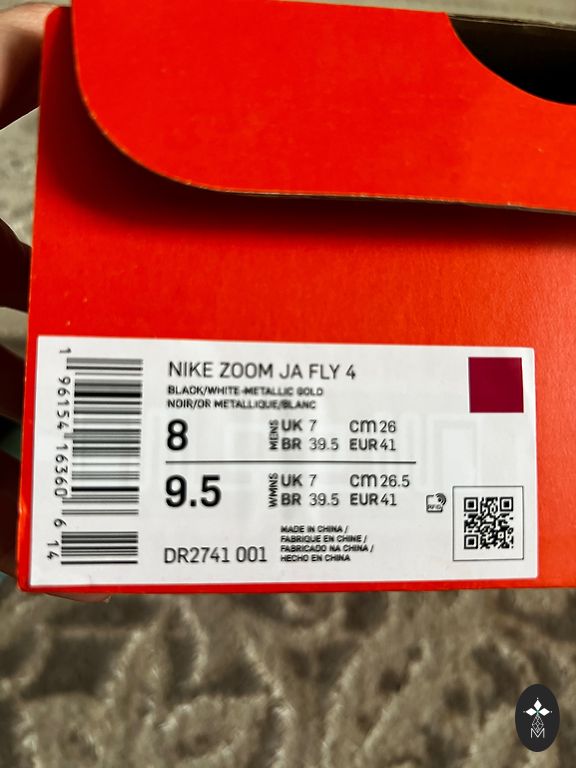 NIKE ZOOM JA FLY 4
BLACK/WHITE-METALLIC GOLD
NOIR/OR METALLIQUE/BLANC
8 MENS UK 7 CM 26
BR 39.5 EUR 41
9.5 WMNS UK 7 CM 26.5
BR 39.5 EUR 41
RFID
DR2741 001
MADE IN CHINA /
FABRIQUE EN CHINE /
FABRICADO NA CHINA /
HECHO EN CHINA
1 96154 16360 6 14
M